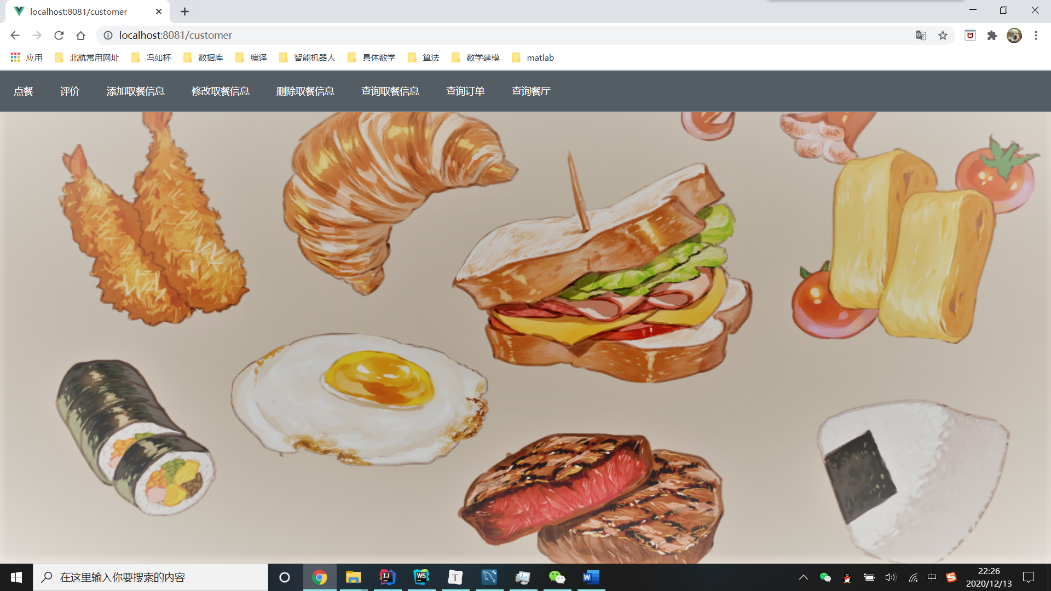 localhost:8081/customer
localhost:8081/customer
应用 北航常用网址 冯如杯 数据库 编译 智能机器人 具体数学 算法 数学建模 matlab
点餐 评价 添加取餐信息 修改取餐信息 删除取餐信息 查询取餐信息 查询订单 查询餐厅
在这里输入你要搜索的内容
中
22:26
2020/12/13